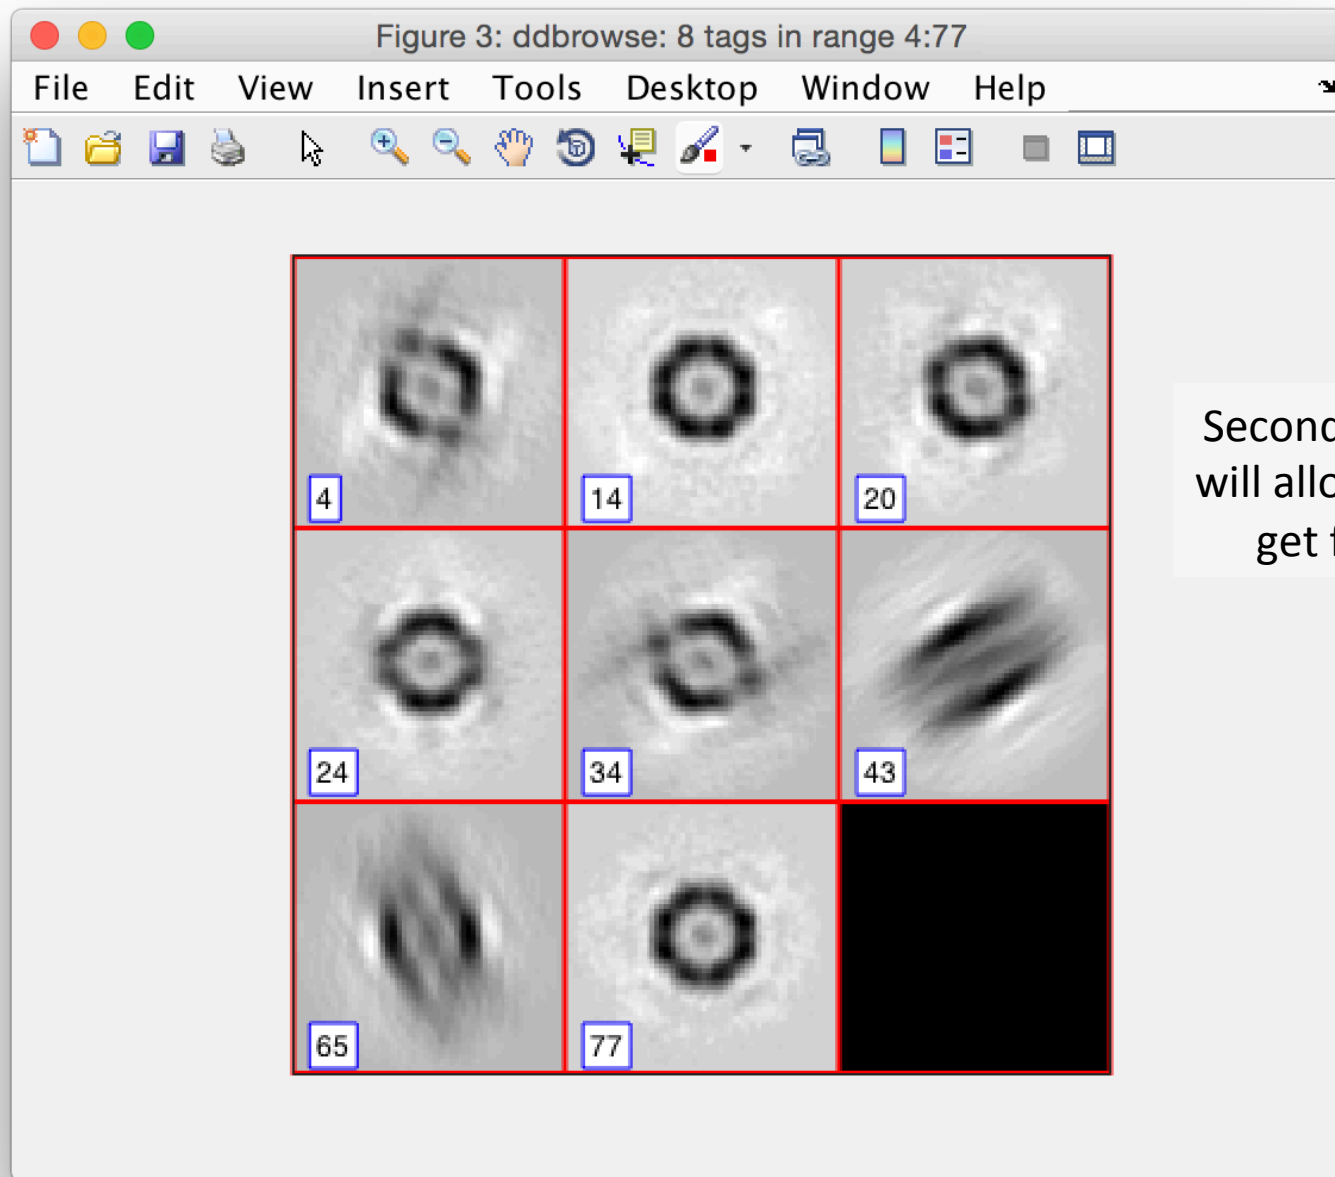 Figure 3: ddbrowse: 8 tags in range 4:77
File Edit View Insert Tools Desktop Window Help
4 14 20
will
get
24 34 43
65 77